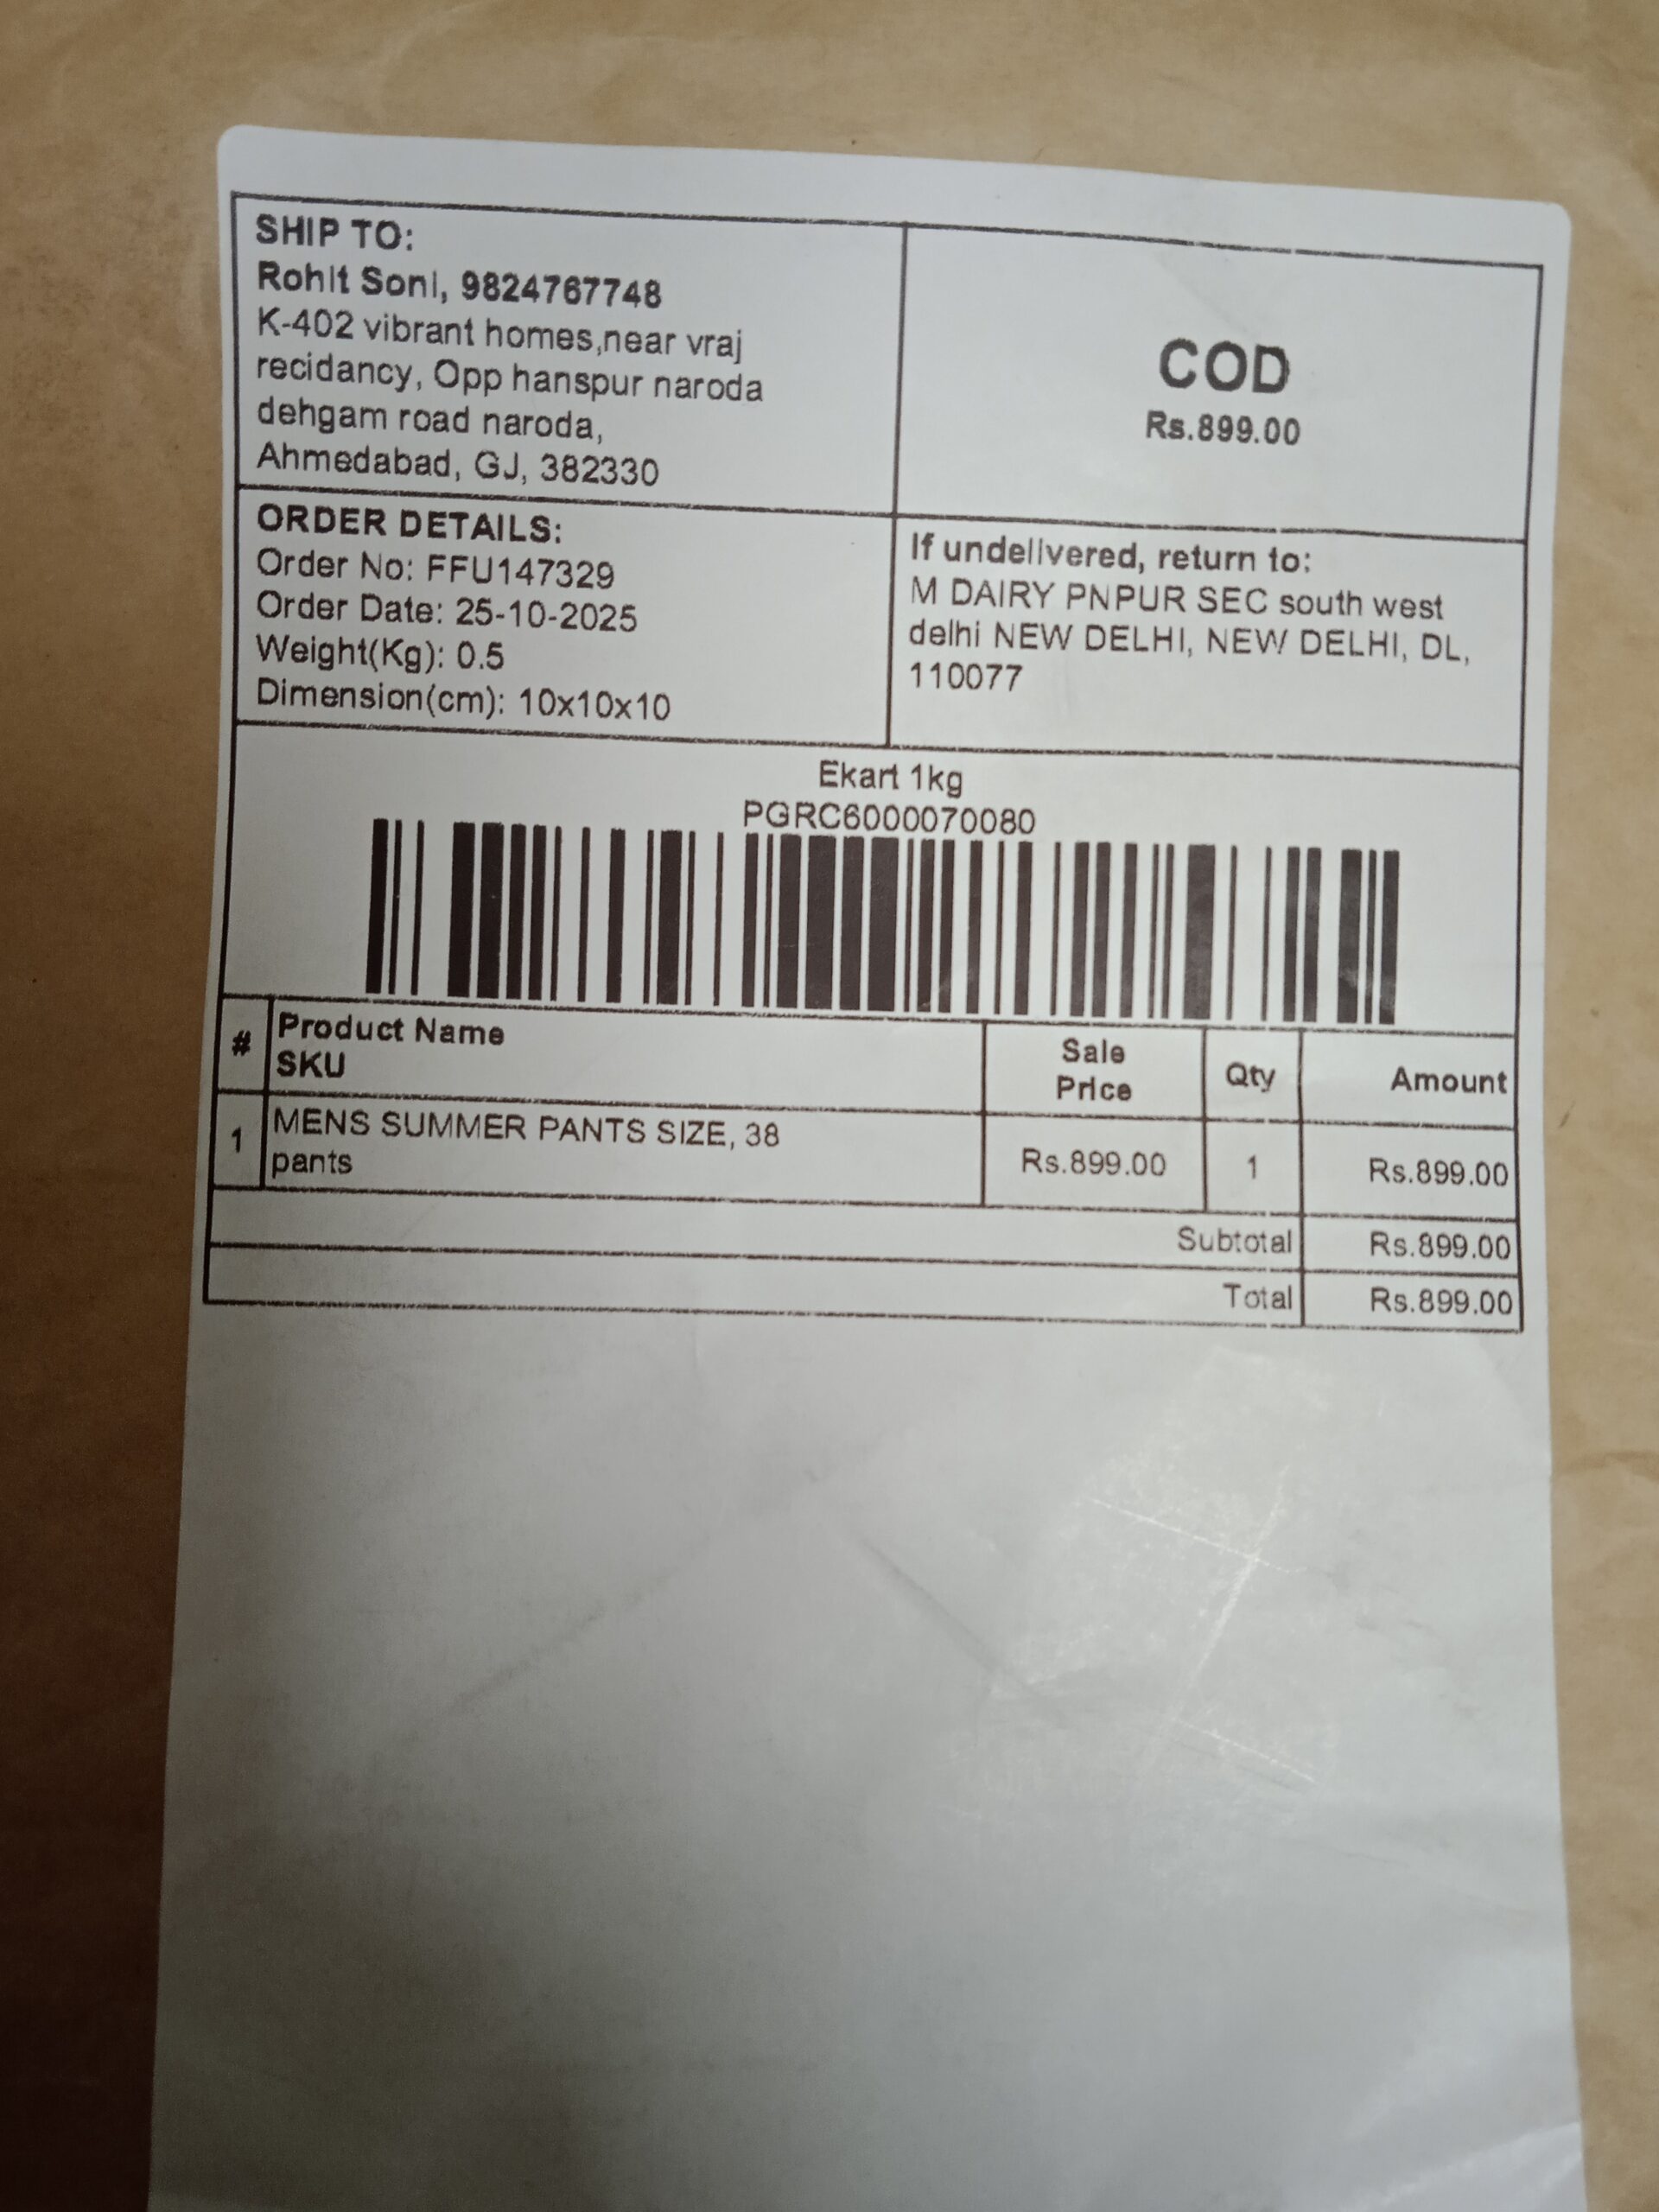 SHIP TO:
Rohit Soni, 9824767748
K-402 vibrant homes,near vraj
recidancy, Opp hanspur naroda
dehgam road naroda,
Ahmedabad, GJ, 382330
COD
Rs.899.00
ORDER DETAILS:
Order No: FFU147329
Order Date: 25-10-2025
Weight(Kg): 0.5
Dimension(cm): 10x10x10
If undelivered, return to:
M DAIRY PNPUR SEC south west
delhi NEW DELHI, NEW DELHI, DL,
110077
Ekart 1kg
PGRC6000070080
# Product Name SKU Sale Price Qty Amount
1 MENS SUMMER PANTS SIZE, 38 pants Rs.899.00 1 Rs.899.00
Subtotal Rs.899.00
Total Rs.899.00